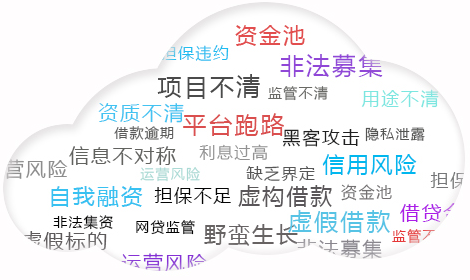 资金池
担保违约
非法募集
项目不清
监管不清
用途不清
资质不清
平台跑路
借款逾期
黑客攻击
隐私泄露
信息不对称
利息过高
信用风险
营风险
运营风险
缺乏界定
担保
自我融资
担保不足
虚构借款
资金池
借贷
非法集资
网贷监管
虚假借款
监管不
虚假标的
野蛮生长
非法募集
运营风险